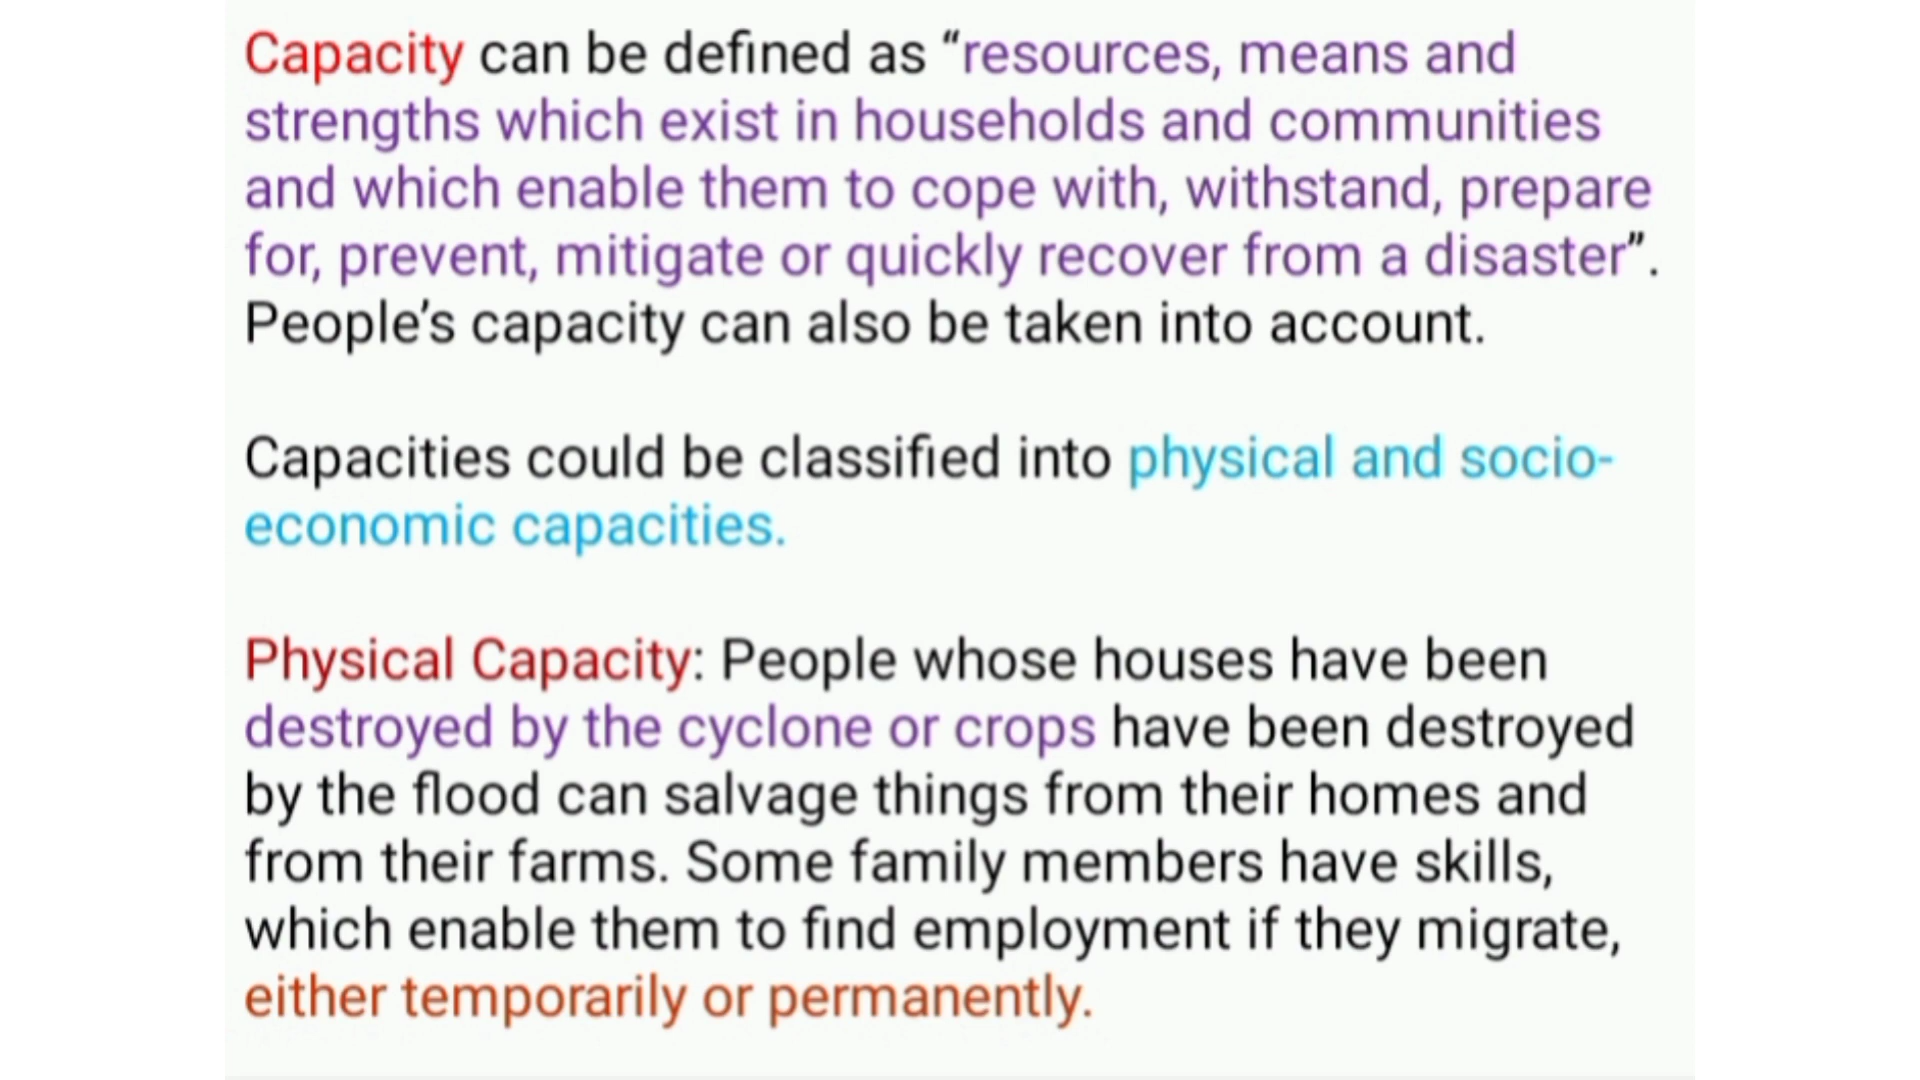 Capacity can be defined as “resources, means and
strengths which exist in households and communities
and which enable them to cope with, withstand, prepare
for, prevent, mitigate or quickly recover from a disaster”.
People’s capacity can also be taken into account.
Capacities could be classified into physical and socio-
economic capacities.
Physical Capacity: People whose houses have been
destroyed by the cyclone or crops have been destroyed
by the flood can salvage things from their homes and
from their farms. Some family members have skills,
which enable them to find employment if they migrate,
either temporarily or permanently.